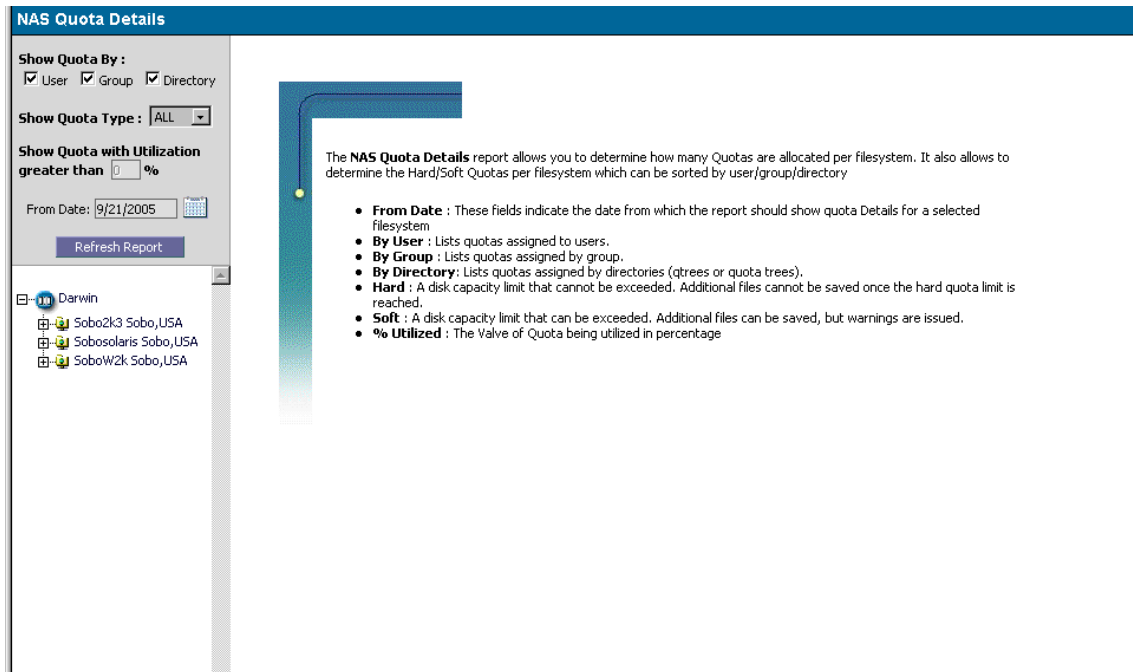 NAS Quota Details
Show Quota By :
User Group Directory
Show Quota Type : ALL
Show Quota with Utilization
greater than 0 %
From Date: 9/21/2005
Refresh Report
Darwin
Sobo2k3 Sobo,USA
Sobosolaris Sobo,USA
SoboW2k Sobo,USA
The NAS Quota Details report allows you to determine how many Quotas are allocated per filesystem. It also allows to
determine the Hard/Soft Quotas per filesystem which can be sorted by user/group/directory
● From Date : These fields indicate the date from which the report should show quota Details for a selected
filesystem
● By User : Lists quotas assigned to users.
● By Group : Lists quotas assigned by group.
● By Directory: Lists quotas assigned by directories (qtrees or quota trees).
● Hard : A disk capacity limit that cannot be exceeded. Additional files cannot be saved once the hard quota limit is
reached.
● Soft : A disk capacity limit that can be exceeded. Additional files can be saved, but warnings are issued.
● % Utilized : The Valve of Quota being utilized in percentage